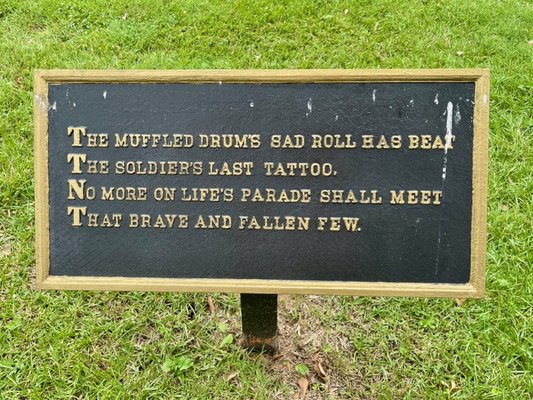 THE MUFFLED DRUM'S SAD ROLL HAS BEAT
THE SOLDIER'S LAST TATTOO.
NO MORE ON LIFE'S PARADE SHALL MEET
THAT BRAVE AND FALLEN FEW.